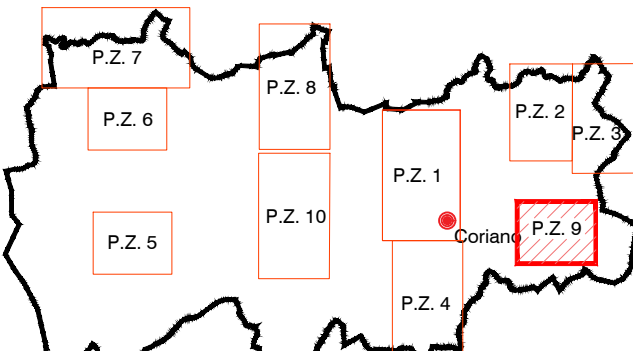 P.Z. 7
P.Z. 8
P.Z. 2
P.Z. 6
P.Z. 3
P.Z. 1
P.Z. 10
P.Z. 9
Coriano
P.Z. 5
P.Z. 4